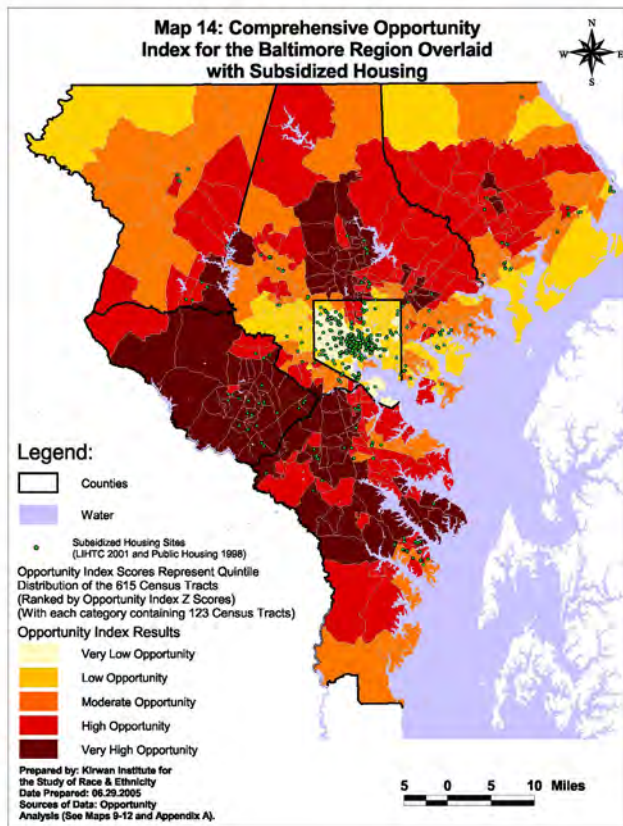 Map 14: Comprehensive Opportunity
Index for the Baltimore Region Overlaid
with Subsidized Housing
N
W E
S
Legend:
Counties
Water
Subsidized Housing Sites
(LIHTC 2001 and Public Housing 1998)
Opportunity Index Scores Represent Quintile
Distribution of the 615 Census Tracts
(Ranked by Opportunity Index Z Scores)
(With each category containing 123 Census Tracts)
Opportunity Index Results
Very Low Opportunity
Low Opportunity
Moderate Opportunity
High Opportunity
Very High Opportunity
Prepared by: Kirwan Institute for
the Study of Race & Ethnicity
Date Prepared: 06.29.2005
Sources of Data: Opportunity
Analysis (See Maps 9-12 and Appendix A).
5 0 5 10 Miles